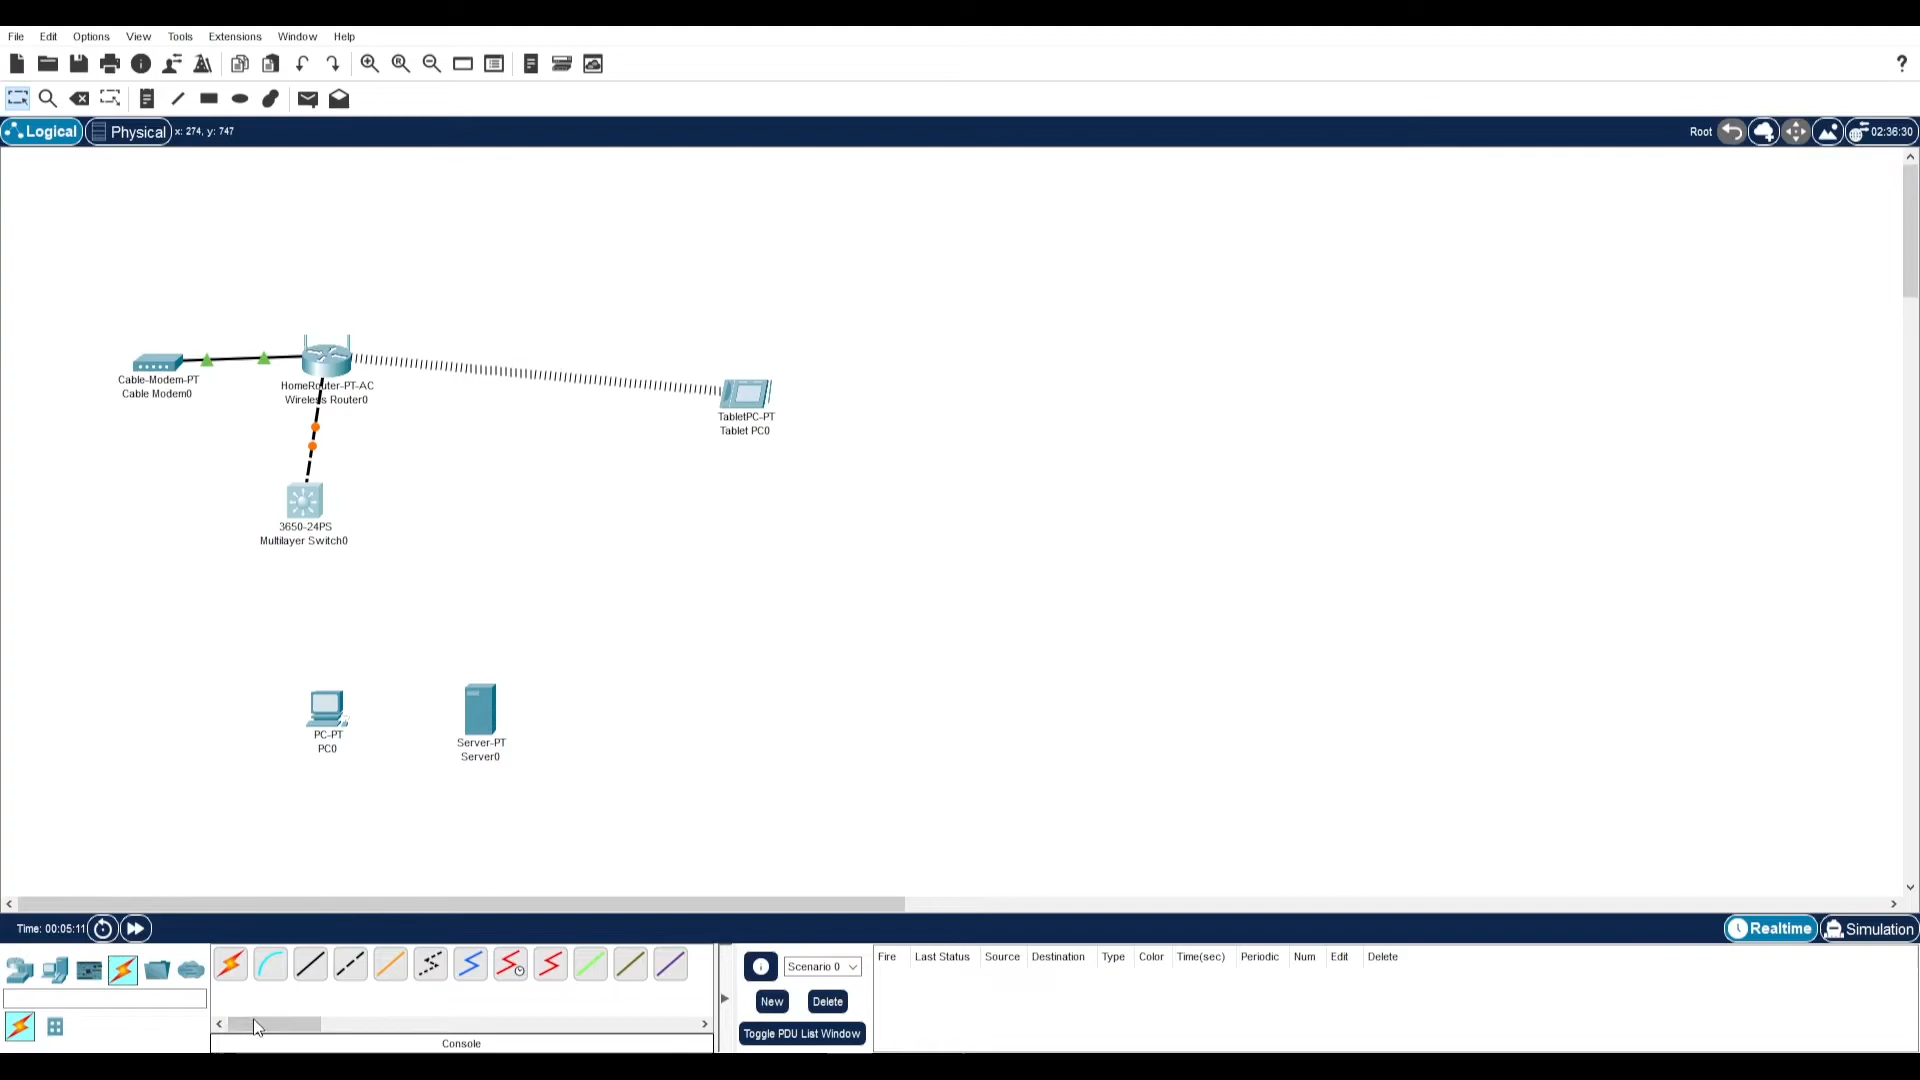 File Edit Options View Tools Extensions Window Help
?
Logical Physical x: 274, y: 747 Root 02:36:30
Cable-Modem-PT
Cable Modem0
HomeRouter-PT-AC
Wireless Router0
TabletPC-PT
Tablet PC0
3650-24PS
Multilayer Switch0
PC-PT
PC0
Server-PT
Server0
Time: 00:05:11 Realtime Simulation
Scenario 0
Fire Last Status Source Destination Type Color Time(sec) Periodic Num Edit Delete
New Delete
Toggle PDU List Window
Console